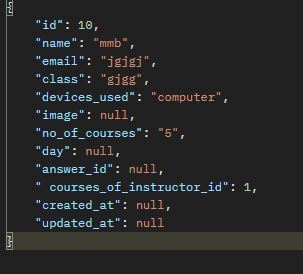 {
"id": 10,
"name": "mmb",
"email": "jgjgj",
"class": "gjgg",
"devices_used": "computer",
"image": null,
"no_of_courses": "5",
"day": null,
"answer_id": null,
" courses_of_instructor_id": 1,
"created_at": null,
"updated_at": null
}